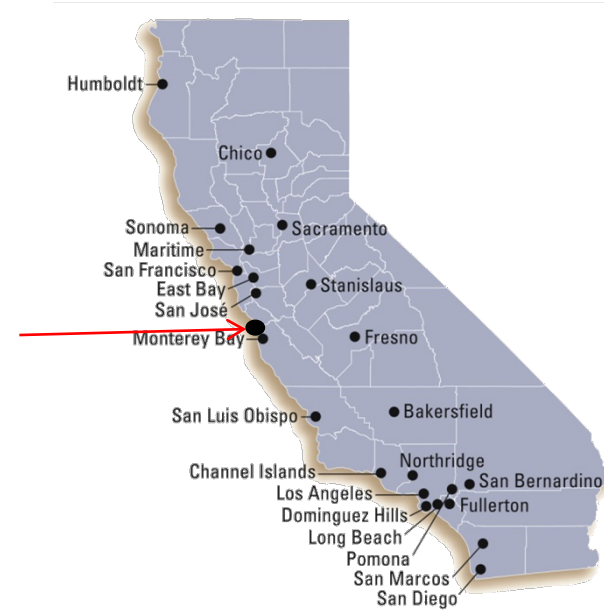 Humboldt
Chico
Sonoma
Sacramento
Maritime
San Francisco
East Bay
Stanislaus
San José
Monterey Bay
Fresno
San Luis Obispo
Bakersfield
Northridge
Channel Islands
San Bernardino
Los Angeles
Fullerton
Dominguez Hills
Long Beach
Pomona
San Marcos
San Diego